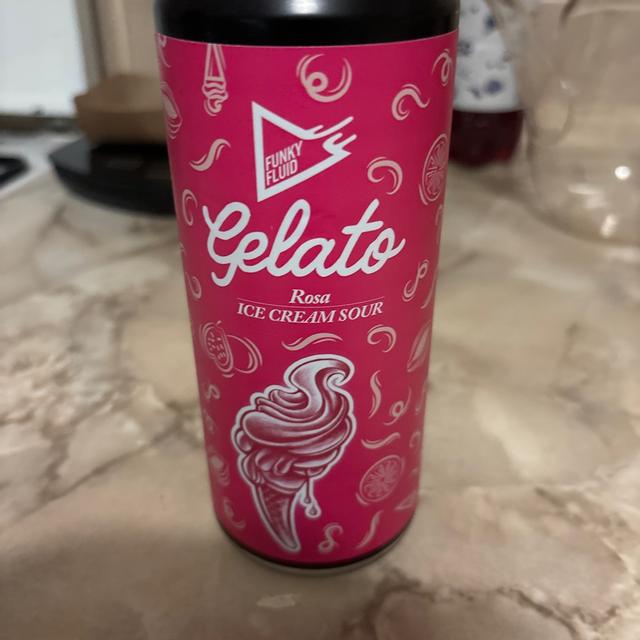 FUNKY
FLUID
Gelato
Rosa
ICE CREAM SOUR